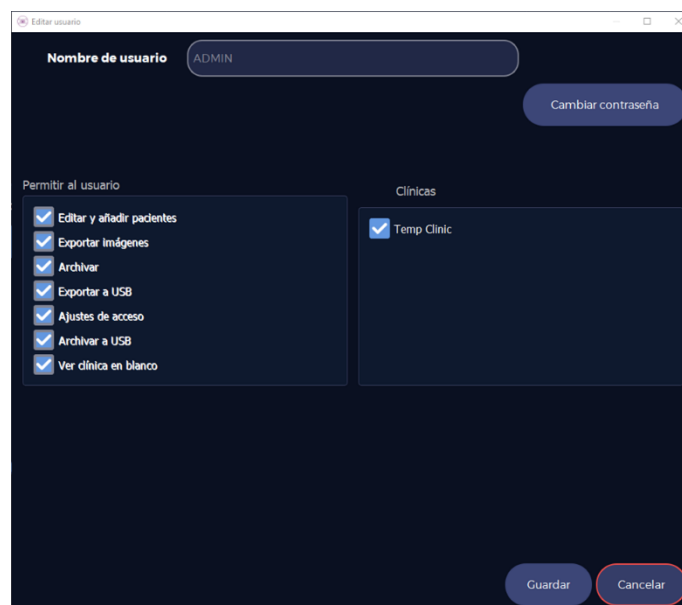 Editar usuario
Nombre de usuario
ADMIN
Cambiar contraseña
Permitir al usuario
Editar y añadir pacientes
Exportar imágenes
Archivar
Exportar a USB
Ajustes de acceso
Archivar a USB
Ver clínica en blanco
Clínicas
Temp Clinic
Guardar
Cancelar